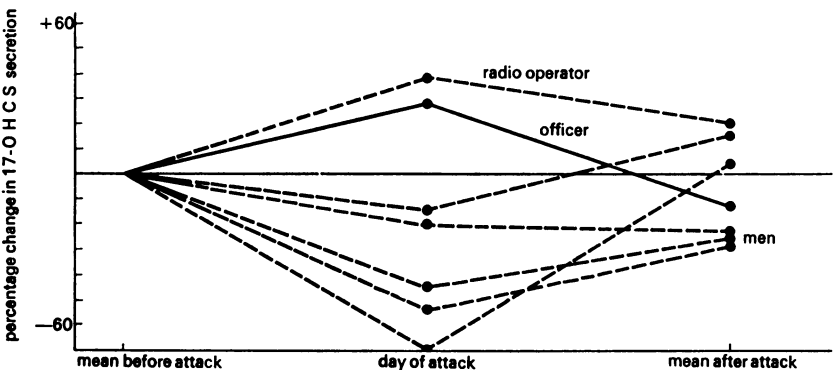 +60
percentage change in 17-O H C S secretion
radio operator
officer
men
—60
mean before attack
day of attack
mean after attack